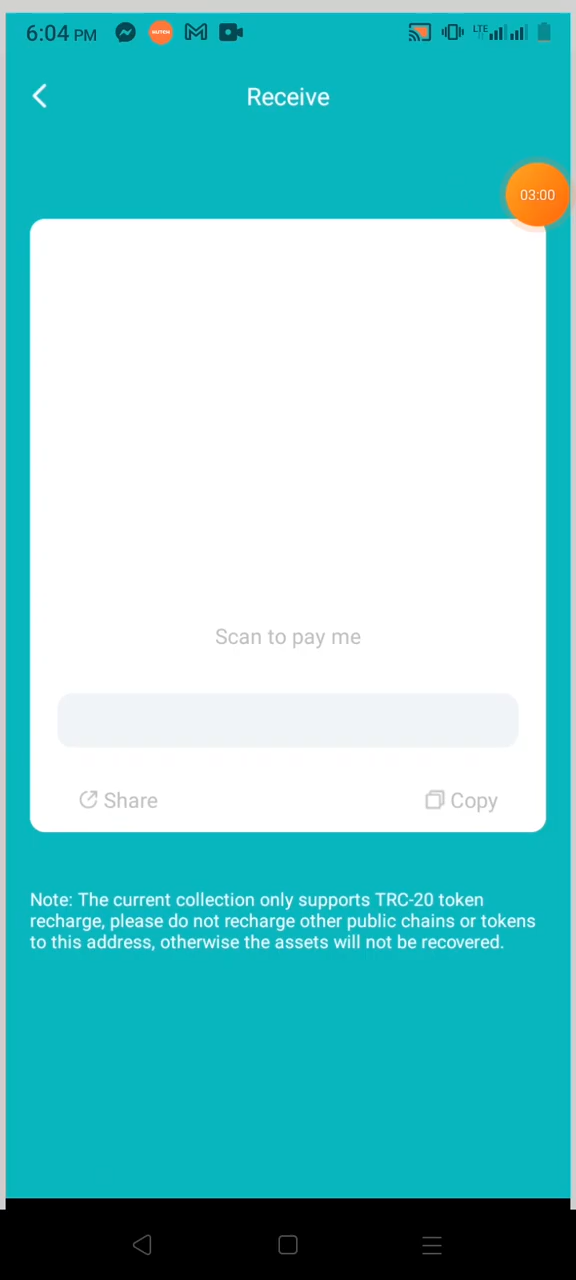 6:04 PM
LTE
Receive
03:00
Scan to pay me
Share
Copy
Note: The current collection only supports TRC-20 token
recharge, please do not recharge other public chains or tokens
to this address, otherwise the assets will not be recovered.